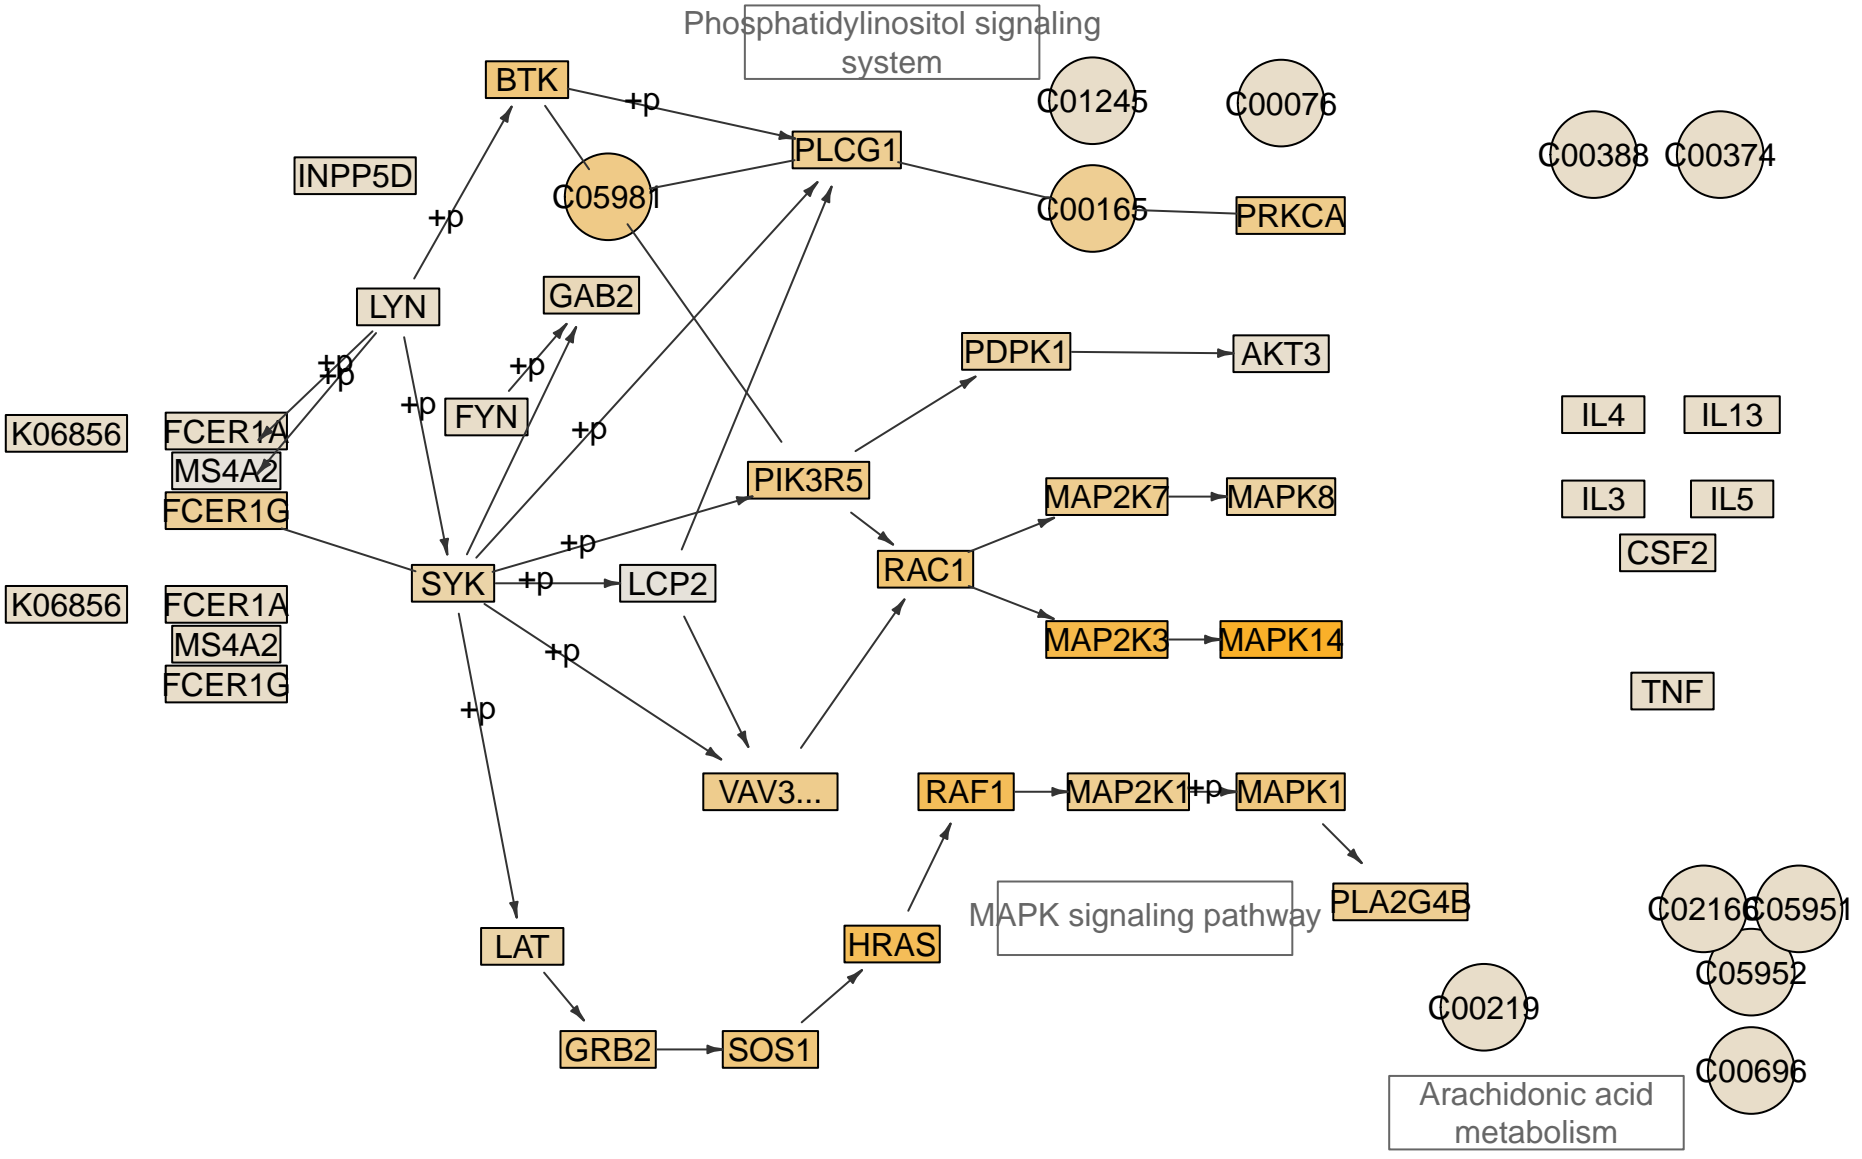 Phosphatidylinositol signaling
system
BTK
+p
C01245
C00076
PLCG1
C00388
C00374
INPP5D
C05981
C00165
PRKCA
+p
LYN
GAB2
PDPK1
AKT3
+p
+p
+p
+p
FYN
+p
K06856
FCER1A
MS4A2
FCER1G
IL4
IL13
PIK3R5
MAP2K7
MAPK8
IL3
IL5
+p
CSF2
SYK
+p
LCP2
RAC1
K06856
FCER1A
MS4A2
FCER1G
+p
MAP2K3
MAPK14
TNF
+p
VAV3...
RAF1
MAP2K1
+p
MAPK1
PLA2G4B
MAPK signaling pathway
C02166
C05951
LAT
HRAS
C05952
C00219
GRB2
SOS1
C00696
Arachidonic acid
metabolism